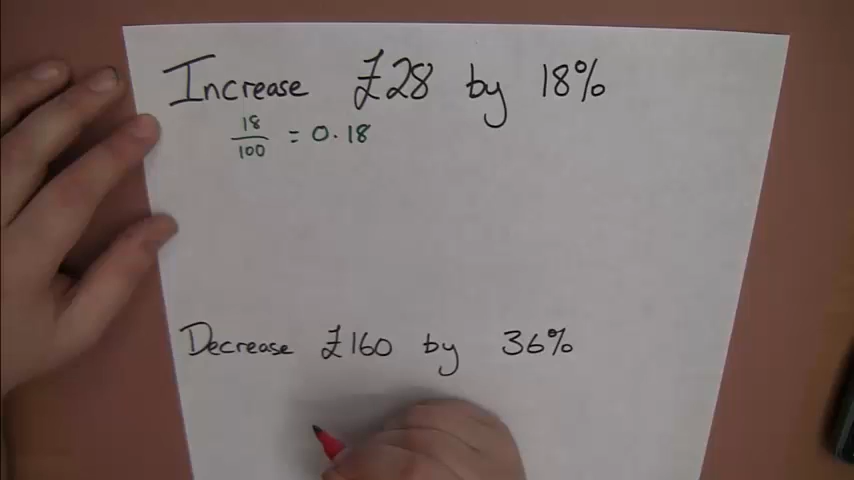 Increase £28 by 18%
18
100
= 0.18
Decrease £160 by 36%